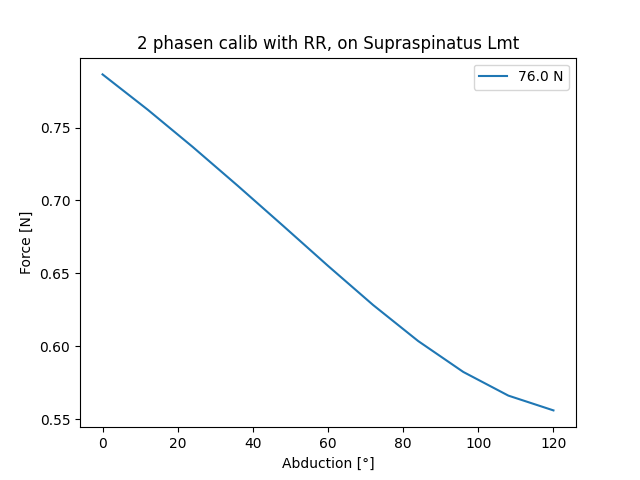 2 phasen calib with RR, on Supraspinatus Lmt
76.0 N
0.75
0.70
0.65
0.60
0.55
Force [N]
0 20 40 60 80 100 120
Abduction [°]